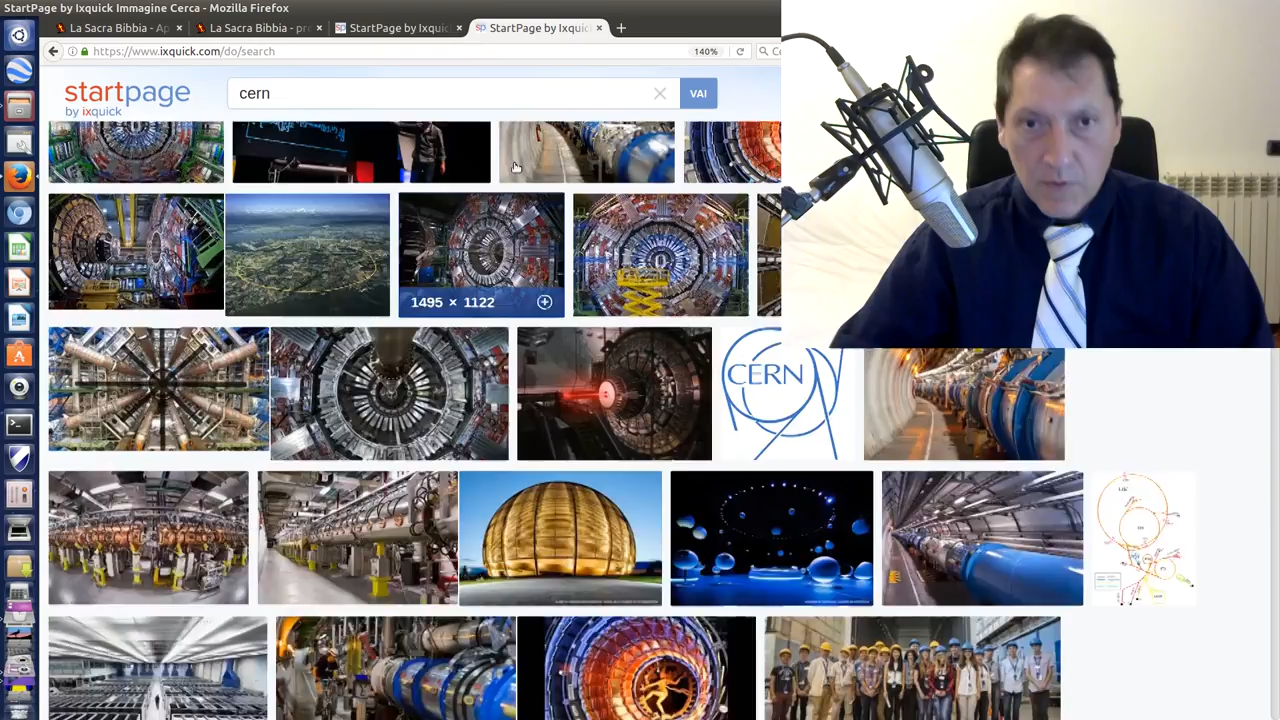 StartPage by Ixquick Immagine Cerca - Mozilla Firefox
La Sacra Bibbia - Ap
La Sacra Bibbia - pr
StartPage by Ixquic
StartPage by Ixquic
https://www.ixquick.com/do/search
140%
startpage
by ixquick
cern
VAI
1495 × 1122
CERN